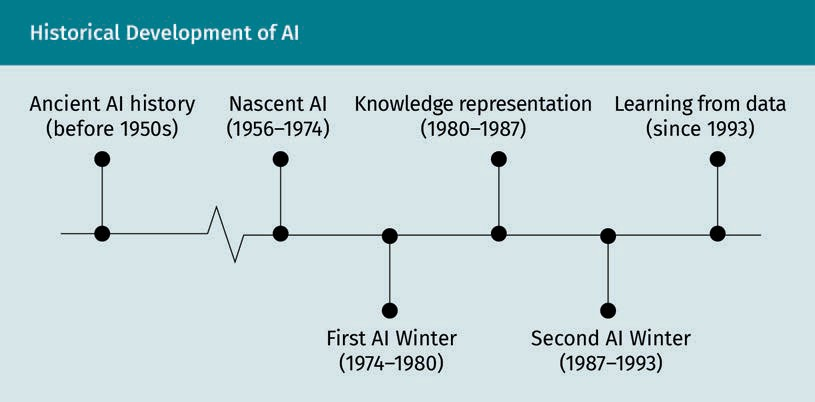 Historical Development of AI
Ancient AI history
(before 1950s)
Nascent AI
(1956–1974)
Knowledge representation
(1980–1987)
Learning from data
(since 1993)
First AI Winter
(1974–1980)
Second AI Winter
(1987–1993)